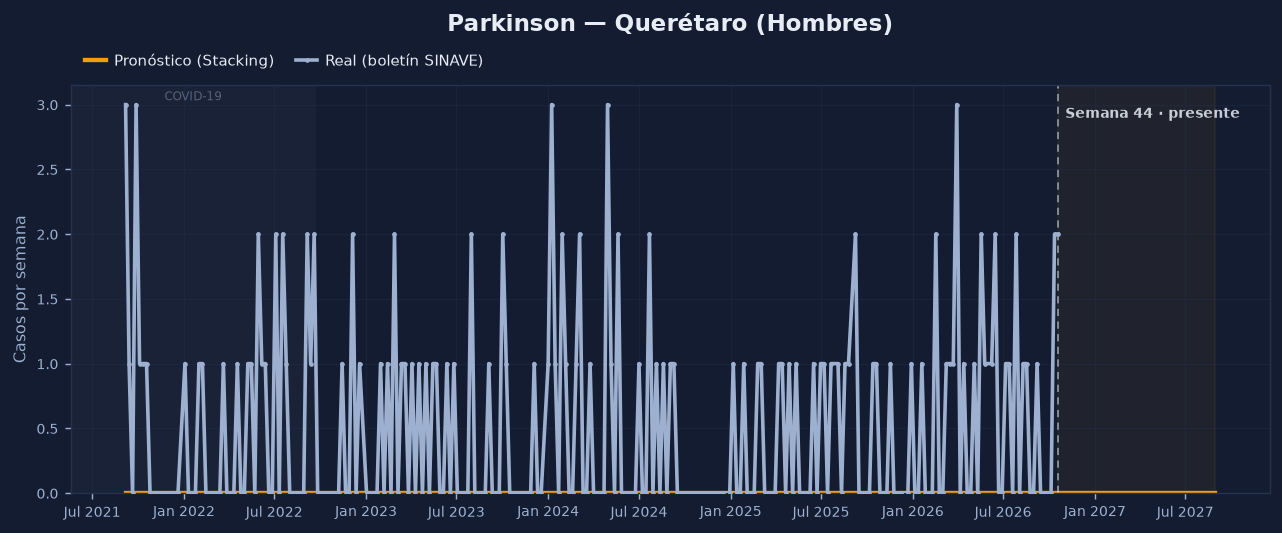 Parkinson — Querétaro (Hombres)
Pronóstico (Stacking)
Real (boletín SINAVE)
COVID-19
Semana 44 · presente
Casos por semana
3.0
2.5
2.0
1.5
1.0
0.5
0.0
Jul 2021
Jan 2022
Jul 2022
Jan 2023
Jul 2023
Jan 2024
Jul 2024
Jan 2025
Jul 2025
Jan 2026
Jul 2026
Jan 2027
Jul 2027